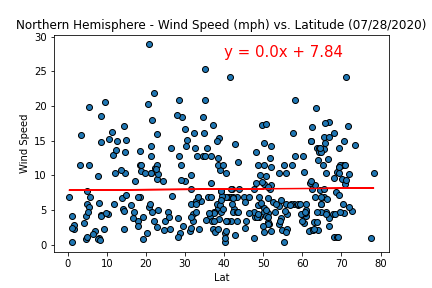 Northern Hemisphere - Wind Speed (mph) vs. Latitude (07/28/2020)
y = 0.0x + 7.84
30
25
20
15
10
5
0
Wind Speed
0 10 20 30 40 50 60 70 80
Lat